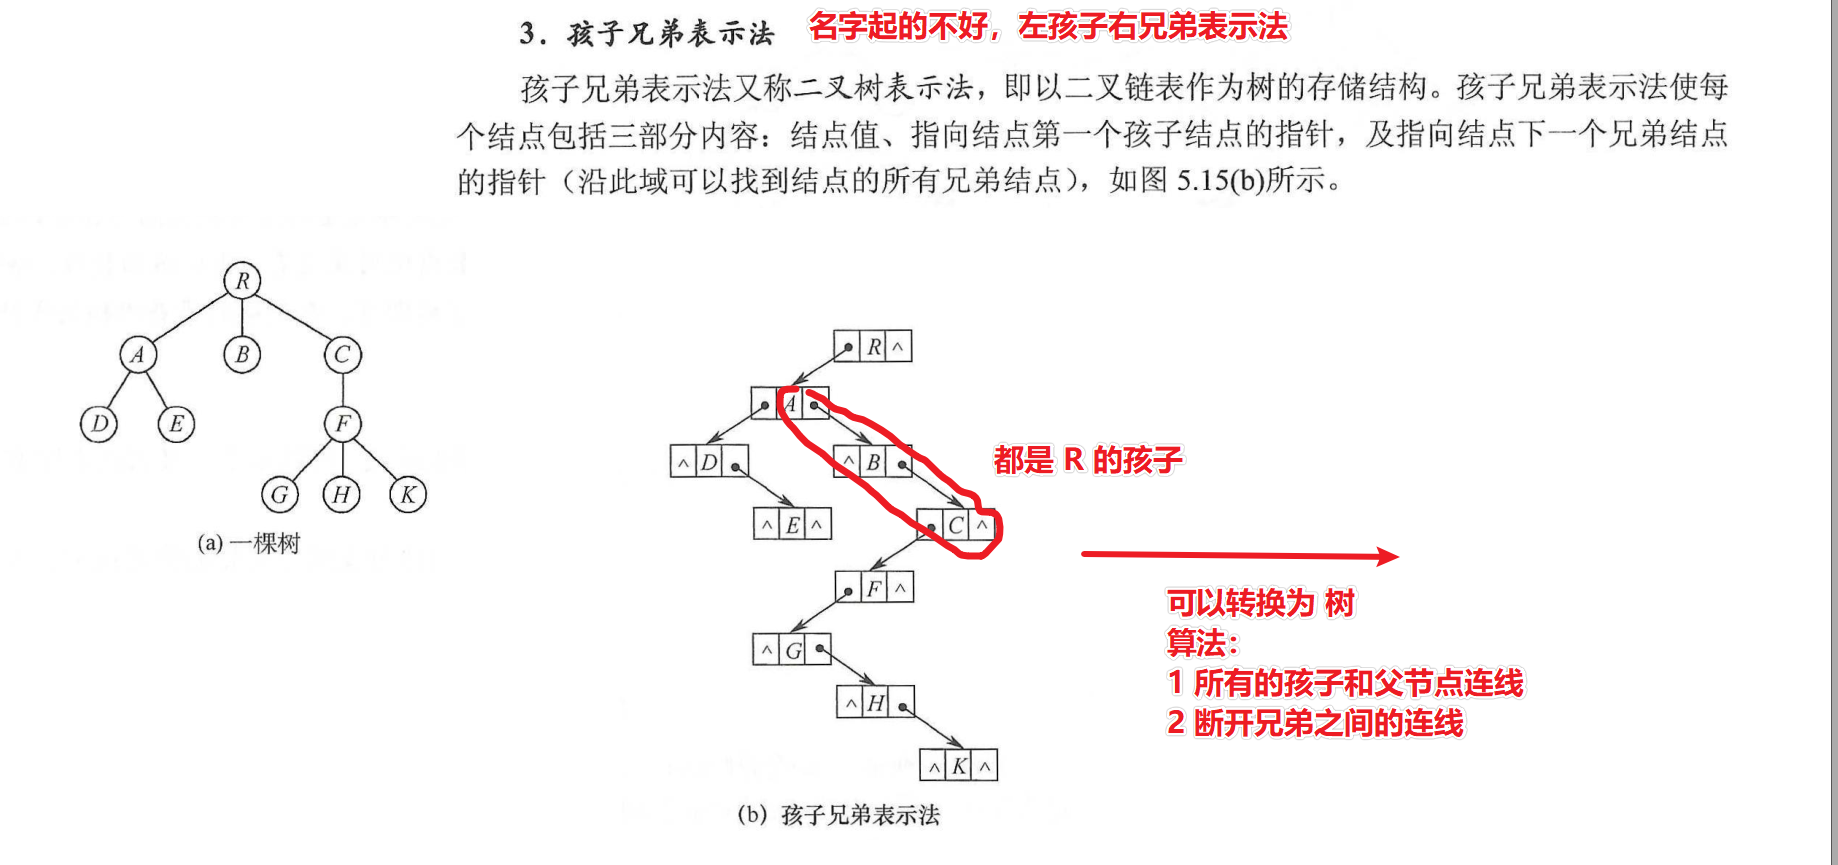 3. 孩子兄弟表示法 名字起的不好，左孩子右兄弟表示法
孩子兄弟表示法又称二叉树表示法，即以二叉链表作为树的存储结构。孩子兄弟表示法使每
个结点包括三部分内容：结点值、指向结点第一个孩子结点的指针，及指向结点下一个兄弟结点
的指针（沿此域可以找到结点的所有兄弟结点），如图 5.15(b)所示。
R
A B C
D E F
G H K
(a) 一棵树
R ^
A
^ D ^ B
都是 R 的孩子
^ E ^ C ^
F ^
^ G
^ H
^ K ^
(b) 孩子兄弟表示法
可以转换为 树
算法：
1 所有的孩子和父节点连线
2 断开兄弟之间的连线